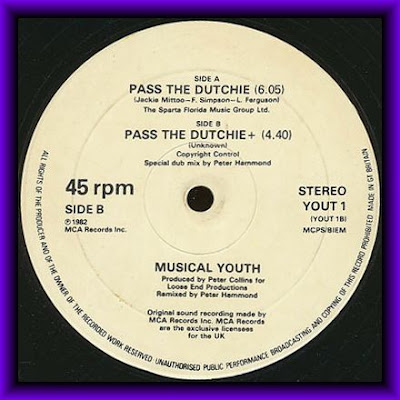 SIDE A
PASS THE DUTCHIE (6.05)
(Jackie Mittoo-F. Simpson-L. Ferguson)
The Sparta Florida Music Group Ltd.
SIDE B
PASS THE DUTCHIE+ (4.40)
(Unknown)
Copyright Control
Special dub mix by Peter Hammond
45 rpm
SIDE B
℗1982
MCA Records Inc.
STEREO
YOUT 1
(YOUT 1B)
MCPS/BIEM
MUSICAL YOUTH
Produced by Peter Collins for
Loose End Productions
Remixed by Peter Hammond
Original sound recording made by
MCA Records Inc. MCA Records
are the exclusive licensees
for the UK
ALL RIGHTS OF THE PRODUCER AND OF THE OWNER OF THE RECORDED WORK RESERVED UNAUTHORISED PUBLIC PERFORMANCE BROADCASTING AND COPYING OF THIS RECORD PROHIBITED MADE IN GT BRITAIN